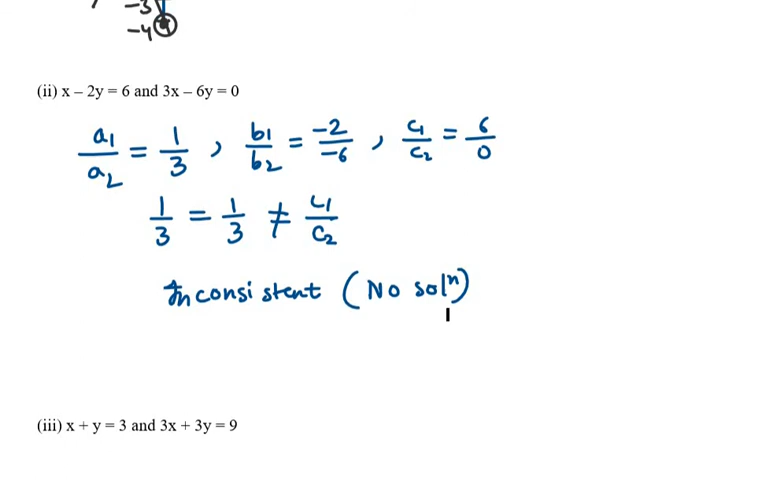 -3
-4
(ii) x – 2y = 6 and 3x – 6y = 0
a1/a2 = 1/3 , b1/b2 = -2/-6 , c1/c2 = 6/0
1/3 = 1/3 ≠ c1/c2
Inconsistent (No solⁿ)
(iii) x + y = 3 and 3x + 3y = 9